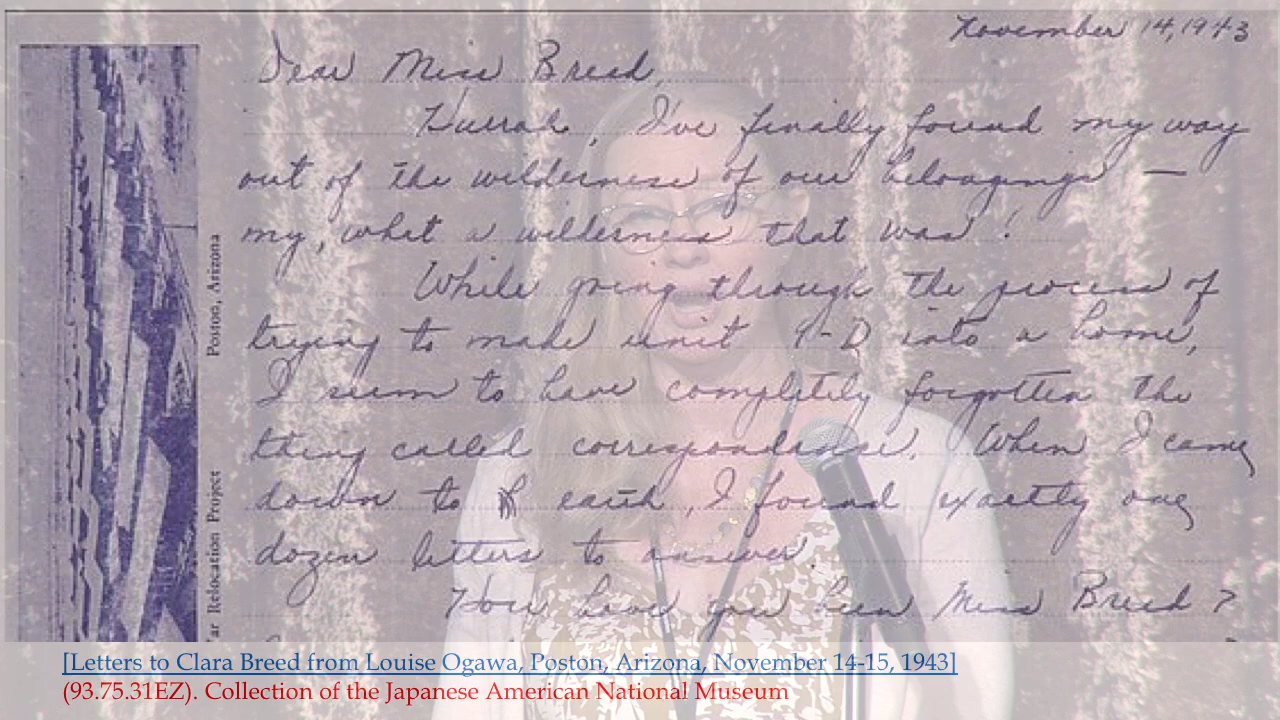 November 14, 1943
Dear Miss Breed,
Hurrah, I've finally found my way
out of the wilderness of our belongings —
my, what a wilderness that was!
While going through the process of
trying to make unit 9-D into a home,
I seem to have completely forgotten the
thing called correspondence. When I came
down to earth, I found exactly one
dozen letters to answer.
How have you been Miss Breed?
Poston, Arizona
ar Relocation Project
[Letters to Clara Breed from Louise Ogawa, Poston, Arizona, November 14-15, 1943]
(93.75.31EZ). Collection of the Japanese American National Museum